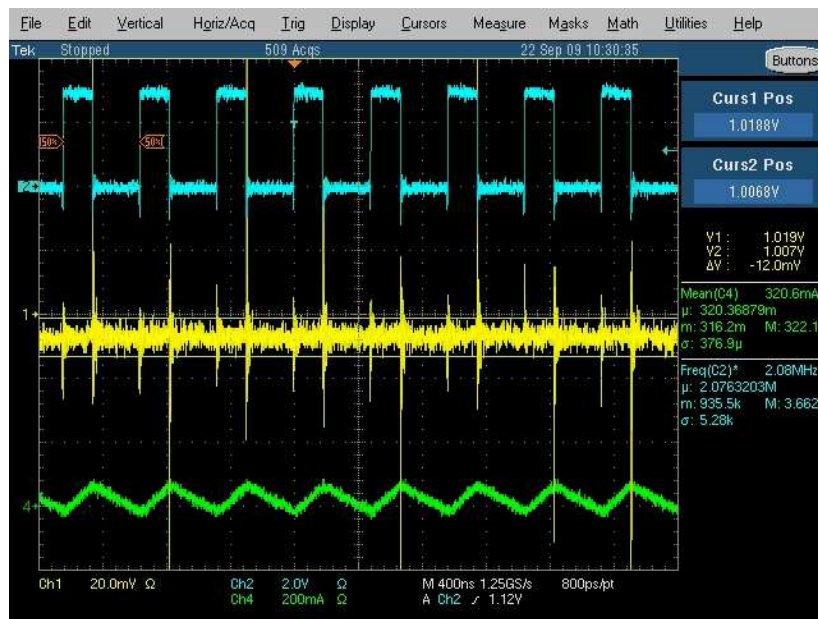 File Edit Vertical Horiz/Acq Trig Display Cursors Measure Masks Math Utilities Help
Tek Stopped 509 Acqs 22 Sep 09 10:30:35
Buttons
Curs1 Pos
1.0188V
Curs2 Pos
1.0068V
50%
50%
2
T
V1 : 1.019V
V2 : 1.007V
ΔV : -12.0mV
1
Mean(C4) 320.6mA
µ: 320.36879m
m: 316.2m M: 322.1
σ: 376.9µ
Freq(C2)* 2.08MHz
µ: 2.0763203M
m: 935.5k M: 3.662
σ: 5.28k
4
Ch1 20.0mV Ω Ch2 2.0V Ω M 400ns 1.25GS/s 800ps/pt
Ch4 200mA Ω A Ch2 1.12V